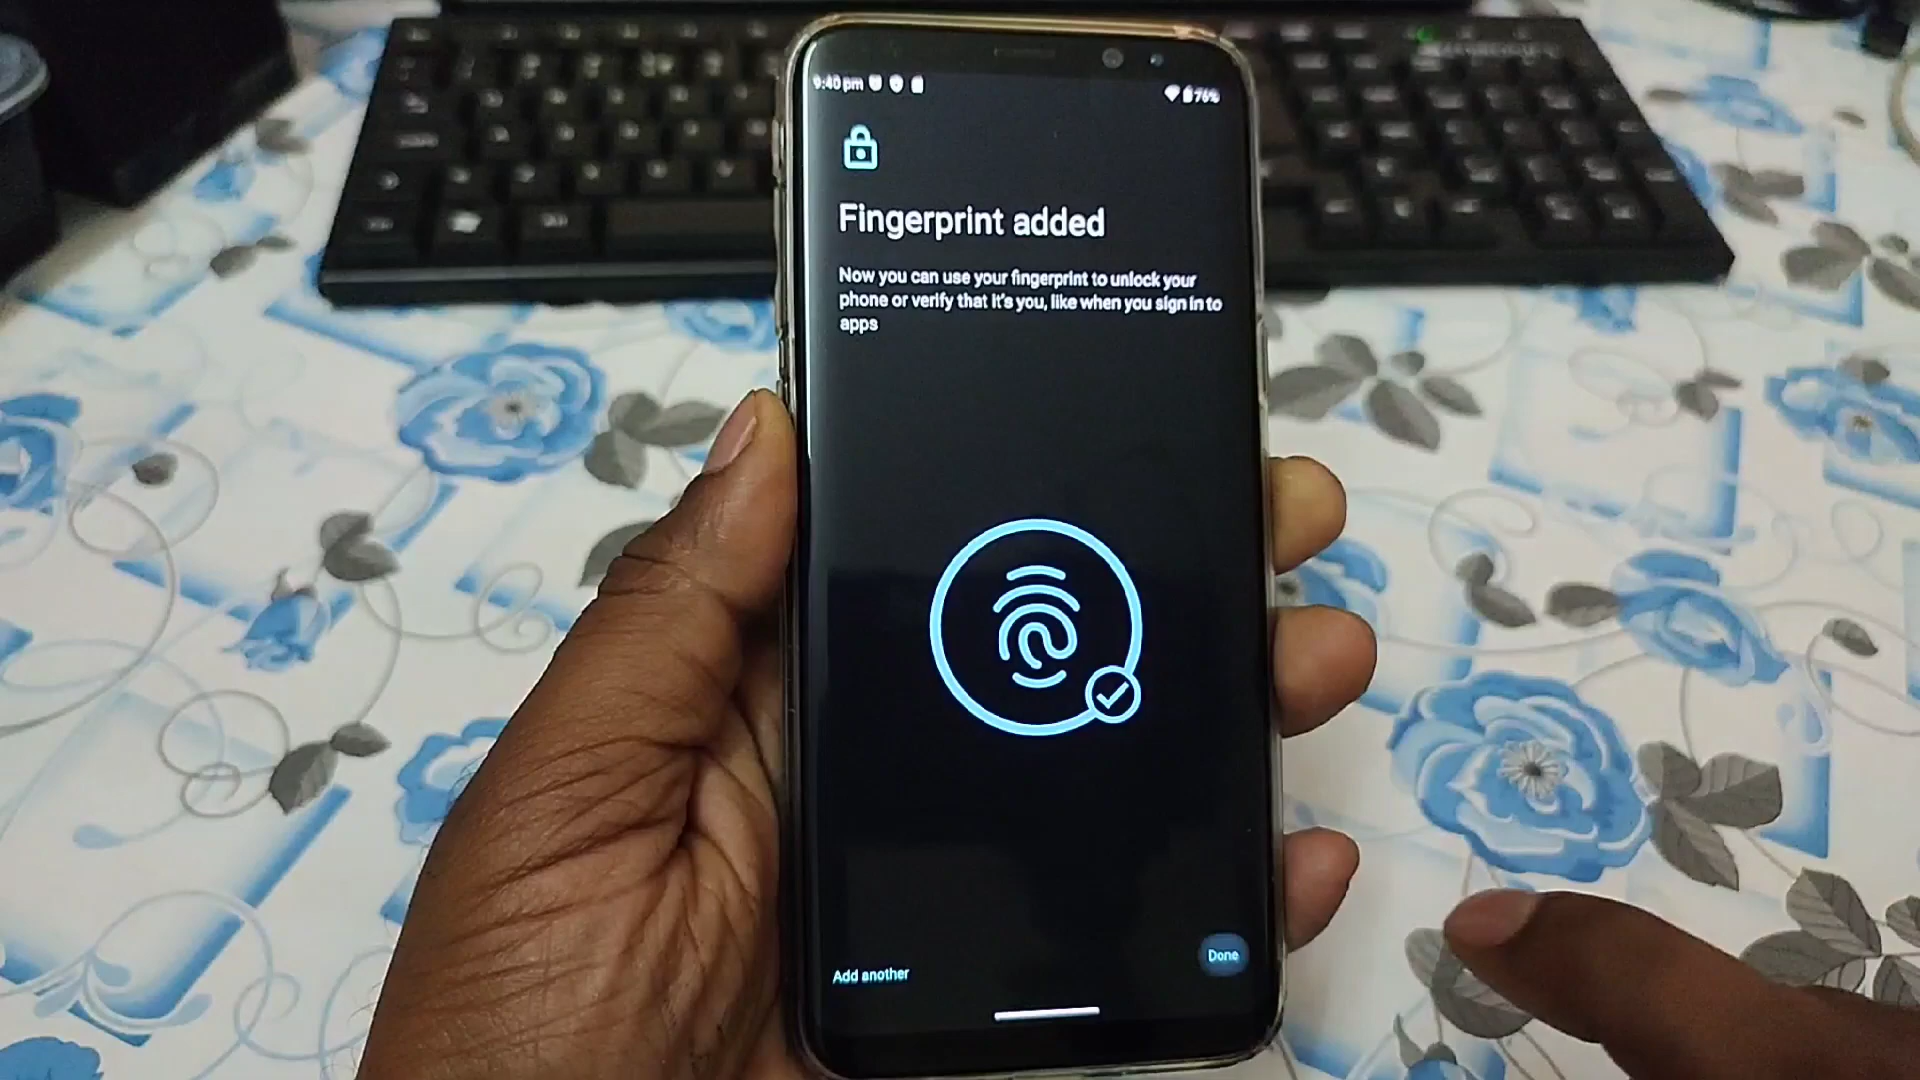 9:40 pm
76%
Fingerprint added
Now you can use your fingerprint to unlock your
phone or verify that it's you, like when you sign in to
apps
Add another
Done